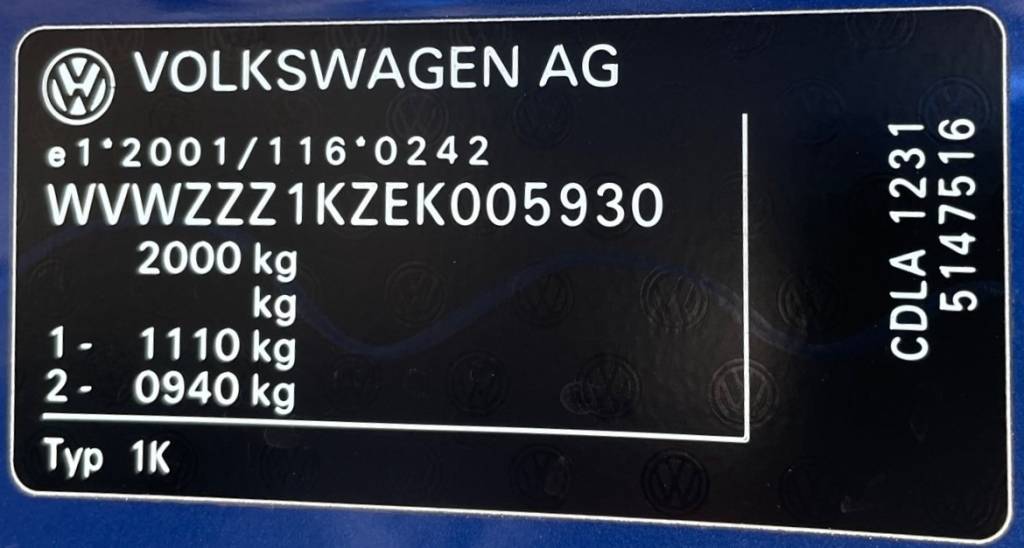 VOLKSWAGEN AG
e1*2001/116*0242
WVWZZZ1KZEK005930
2000 kg
kg
1- 1110 kg
2- 0940 kg
Typ 1K
CDLA 1231
5147516